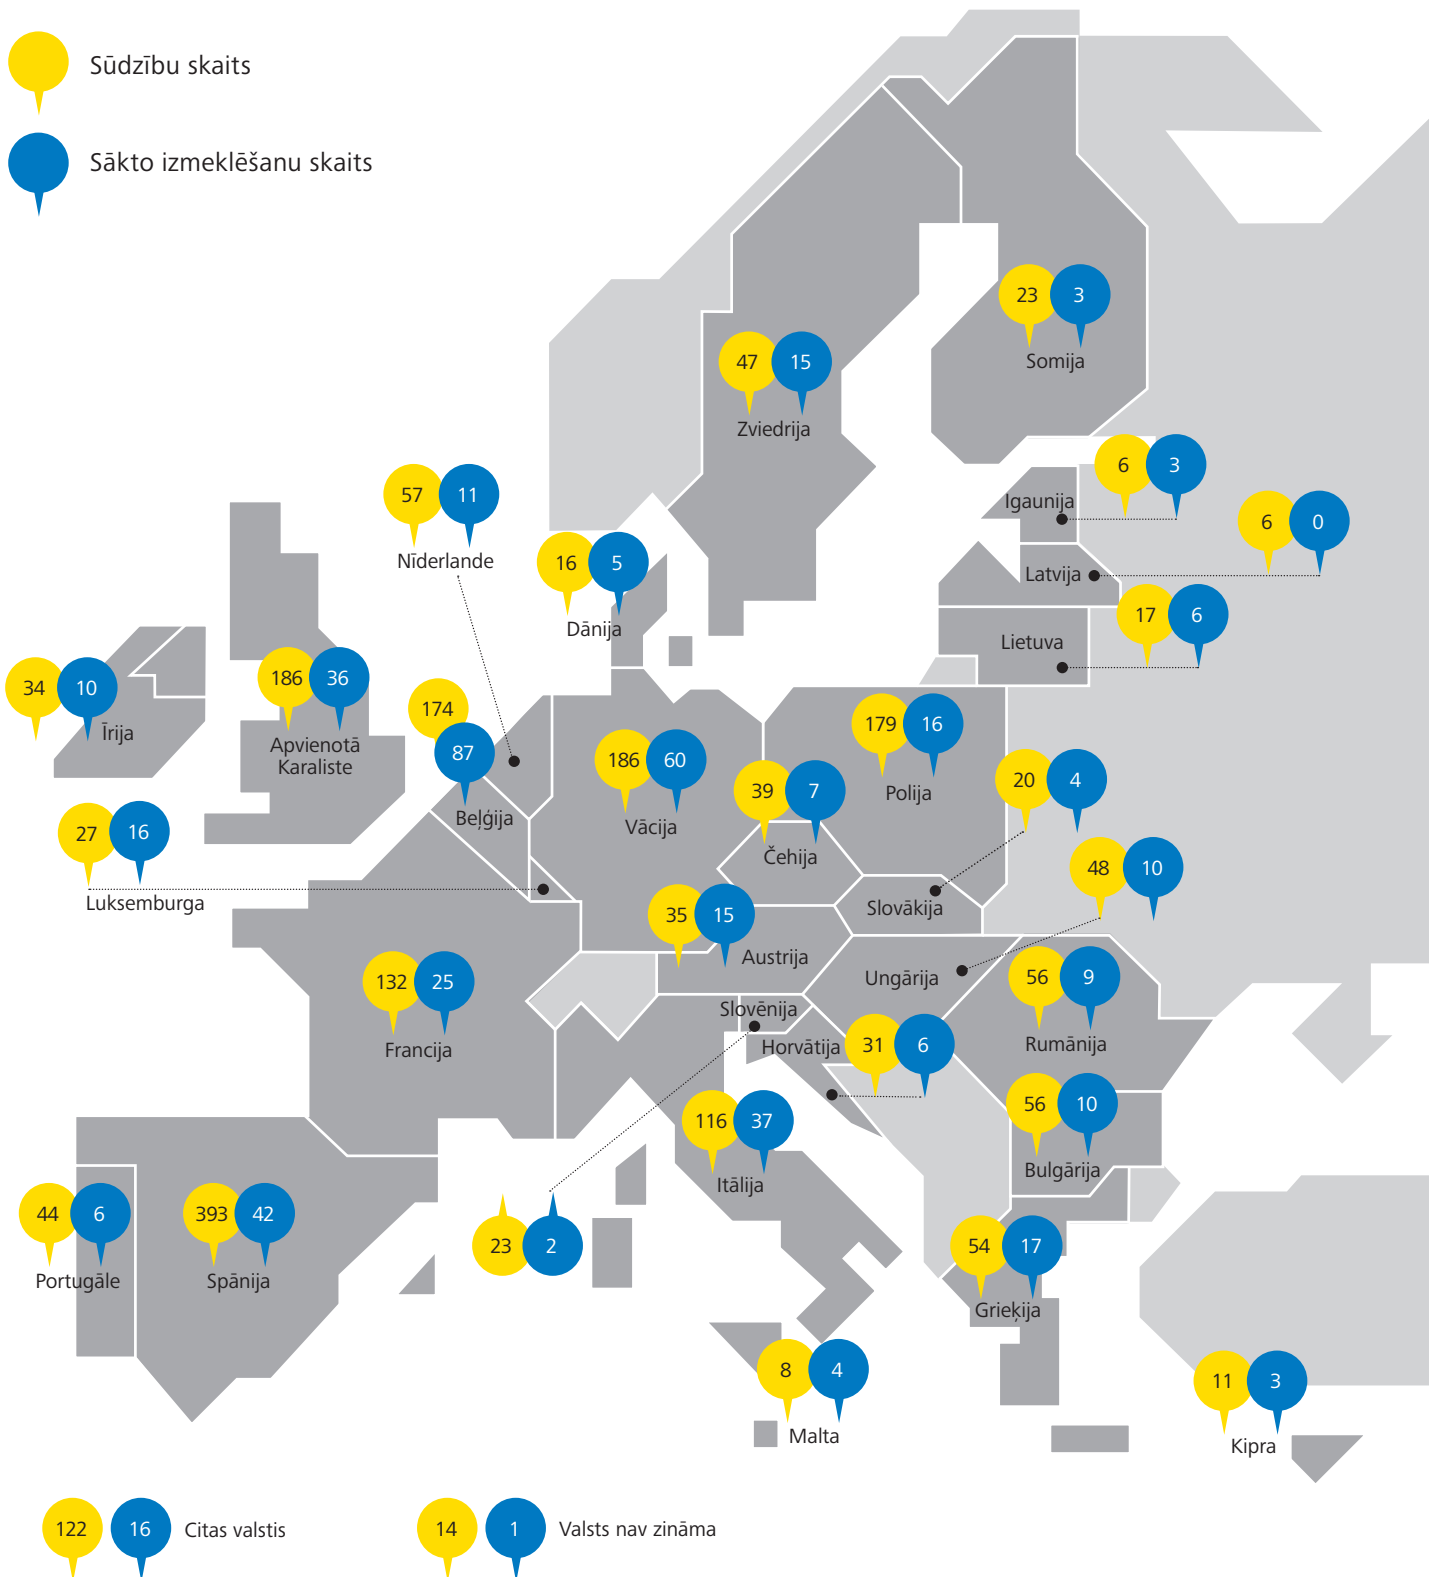 Sūdzību skaits
Sākto izmeklēšanu skaits
23 3
Somija
47 15
Zviedrija
6 3
Igaunija
57 11
Nīderlande
6 0
Latvija
16 5
Dānija
17 6
Lietuva
34 10
Īrija
186 36
Apvienotā
Karaliste
174
87
Beļģija
186 60
Vācija
179 16
Polija
39 7
Čehija
20 4
Slovākija
27 16
Luksemburga
48 10
Ungārija
35 15
Austrija
132 25
Francija
56 9
Rumānija
Slovēnija
23 2
Horvātija
31 6
116 37
Itālija
56 10
Bulgārija
44 6
Portugāle
393 42
Spānija
54 17
Grieķija
8 4
Malta
11 3
Kipra
122 16 Citas valstis
14 1 Valsts nav zināma